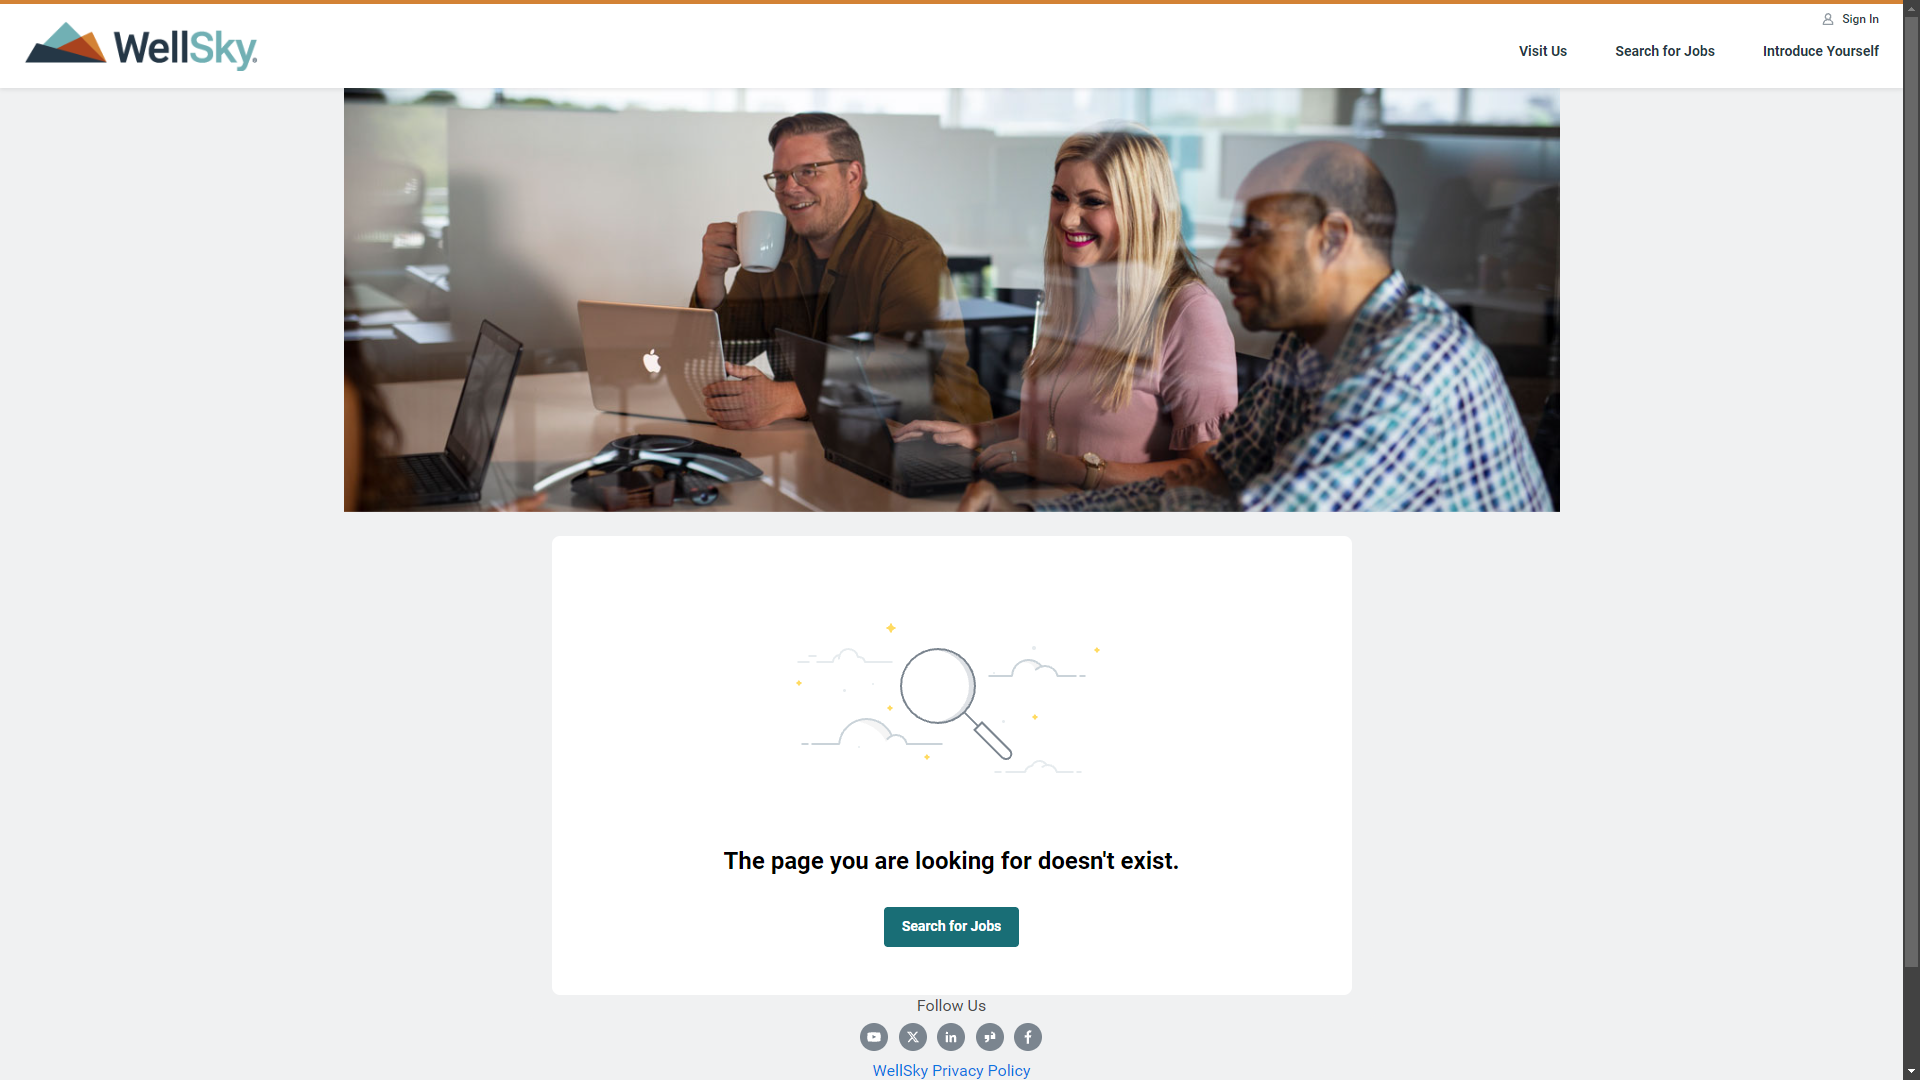 WellSky®
Sign In
Visit Us
Search for Jobs
Introduce Yourself
The page you are looking for doesn't exist.
Search for Jobs
Follow Us
WellSky Privacy Policy